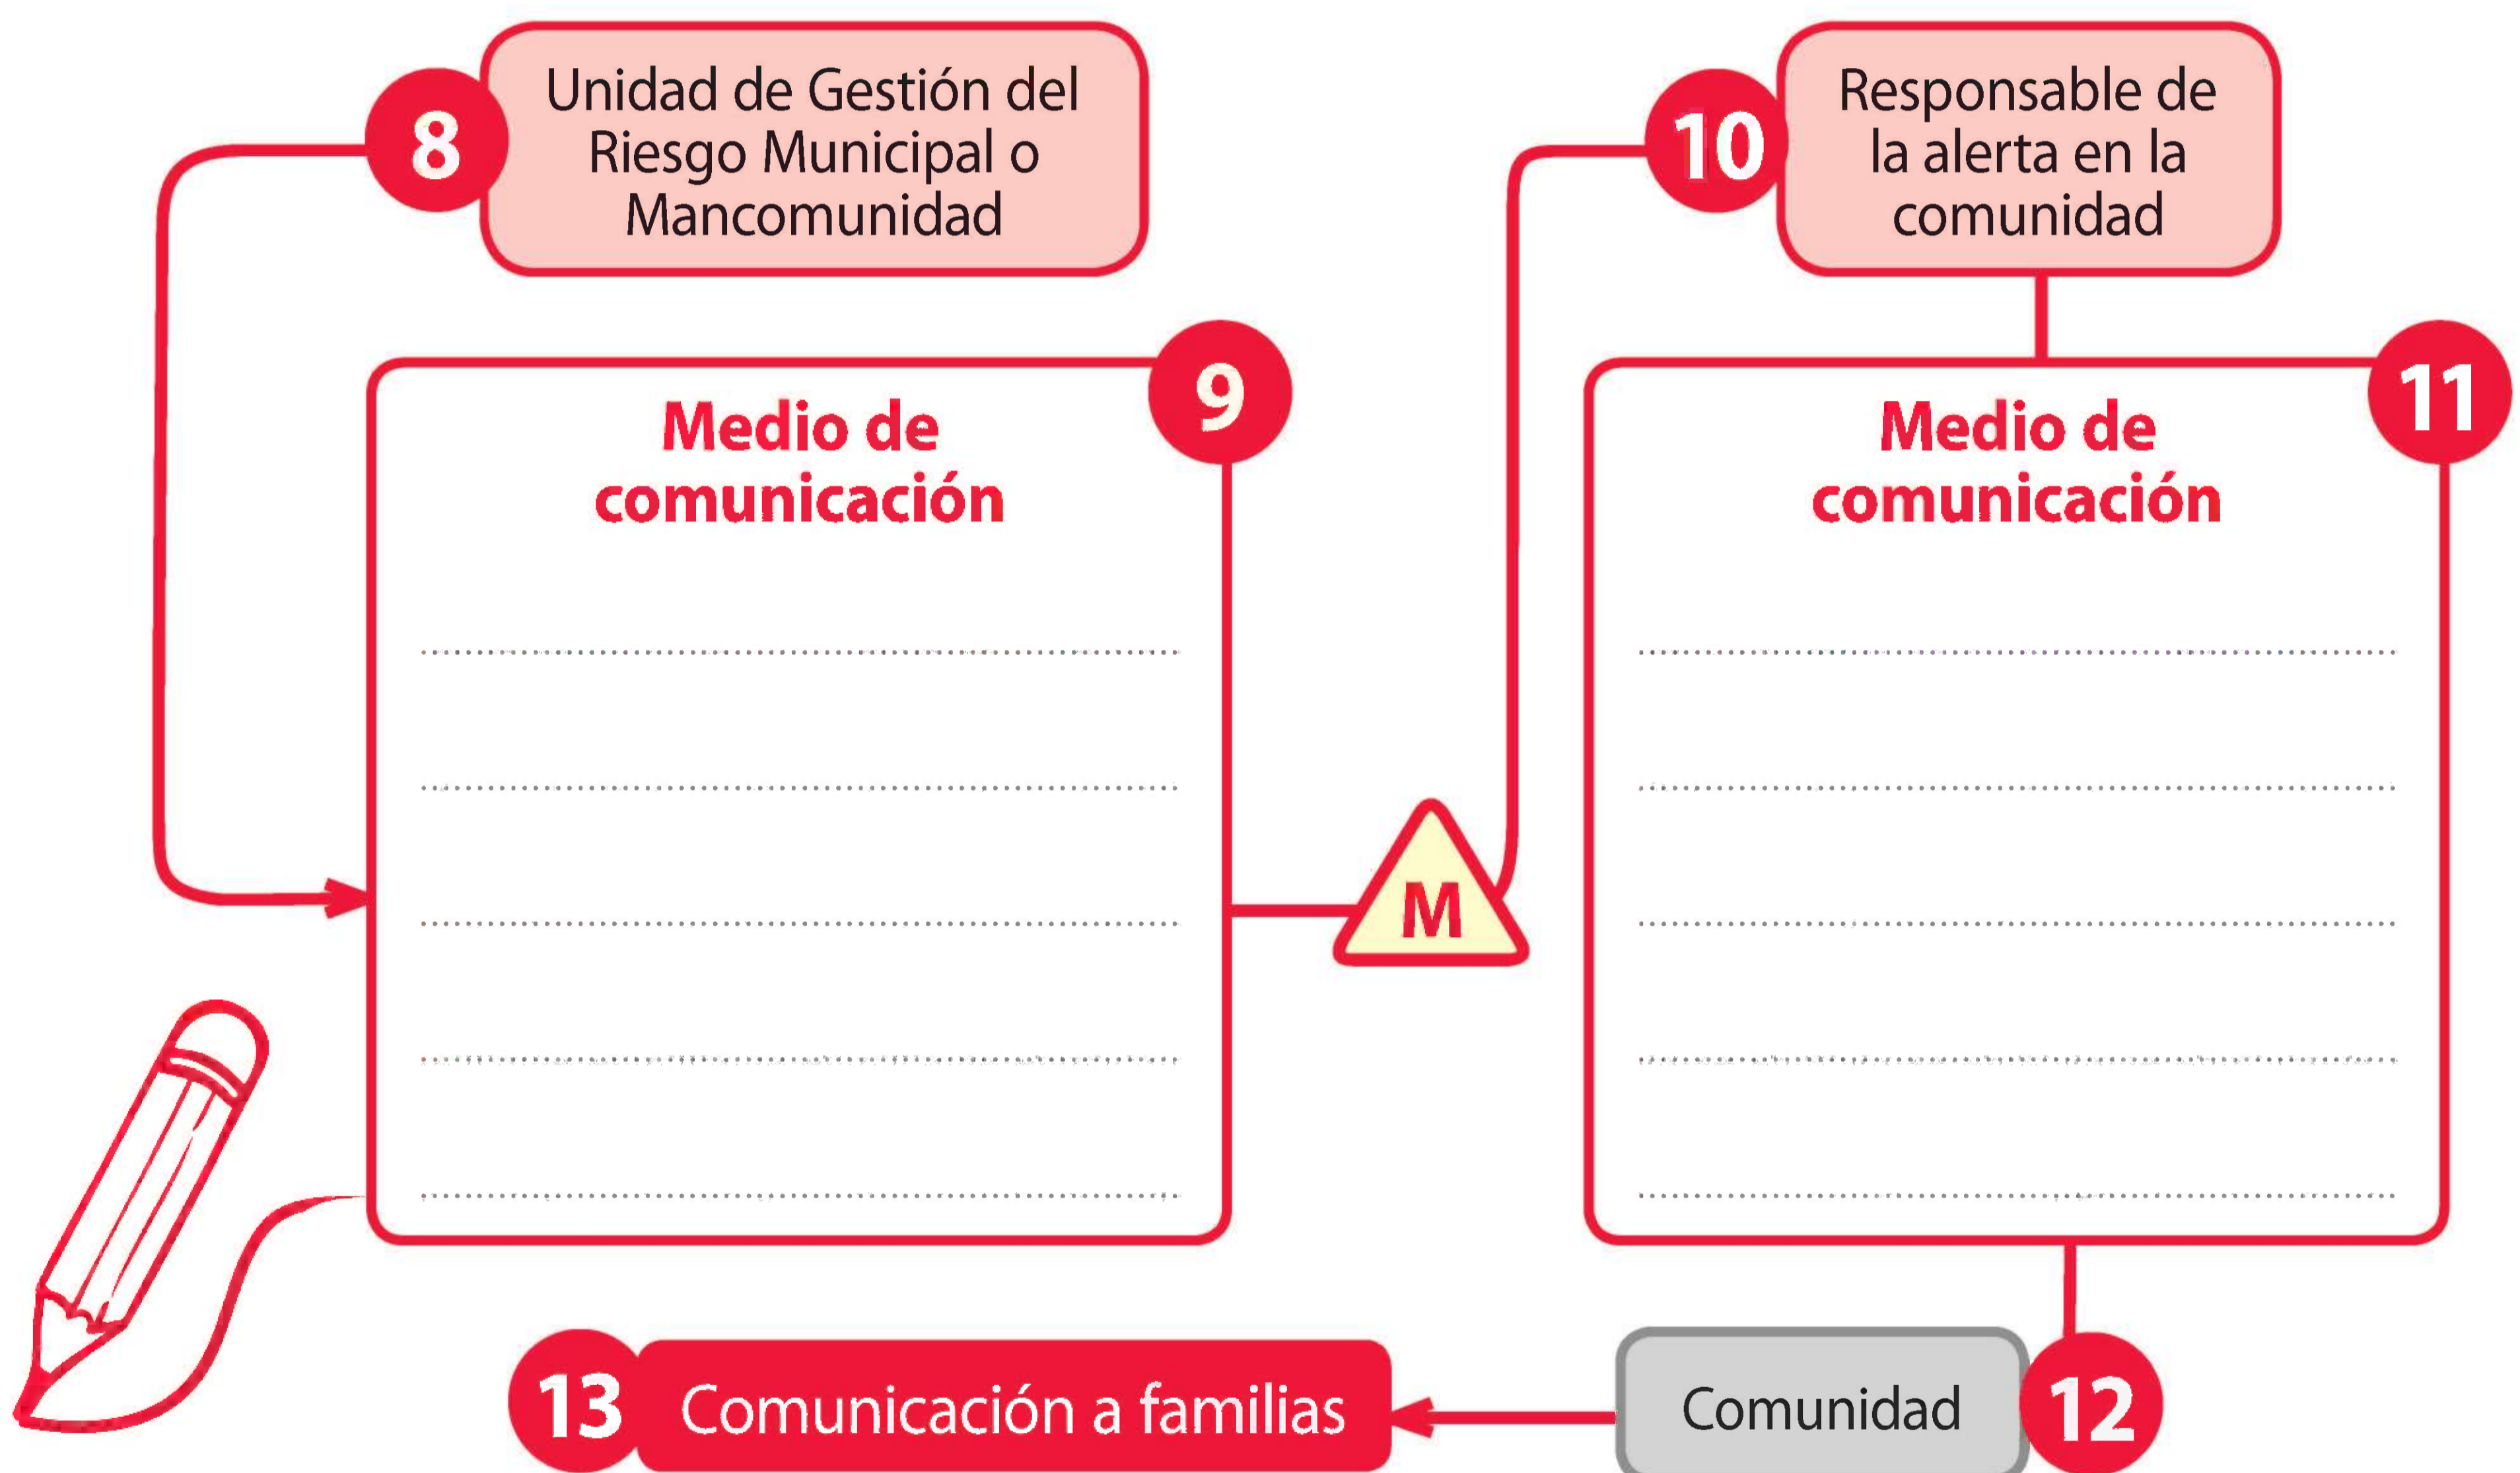 8
Unidad de Gestión del
Riesgo Municipal o
Mancomunidad
9
Medio de
comunicación
M
10
Responsable de
la alerta en la
comunidad
11
Medio de
comunicación
12
Comunidad
13
Comunicación a familias